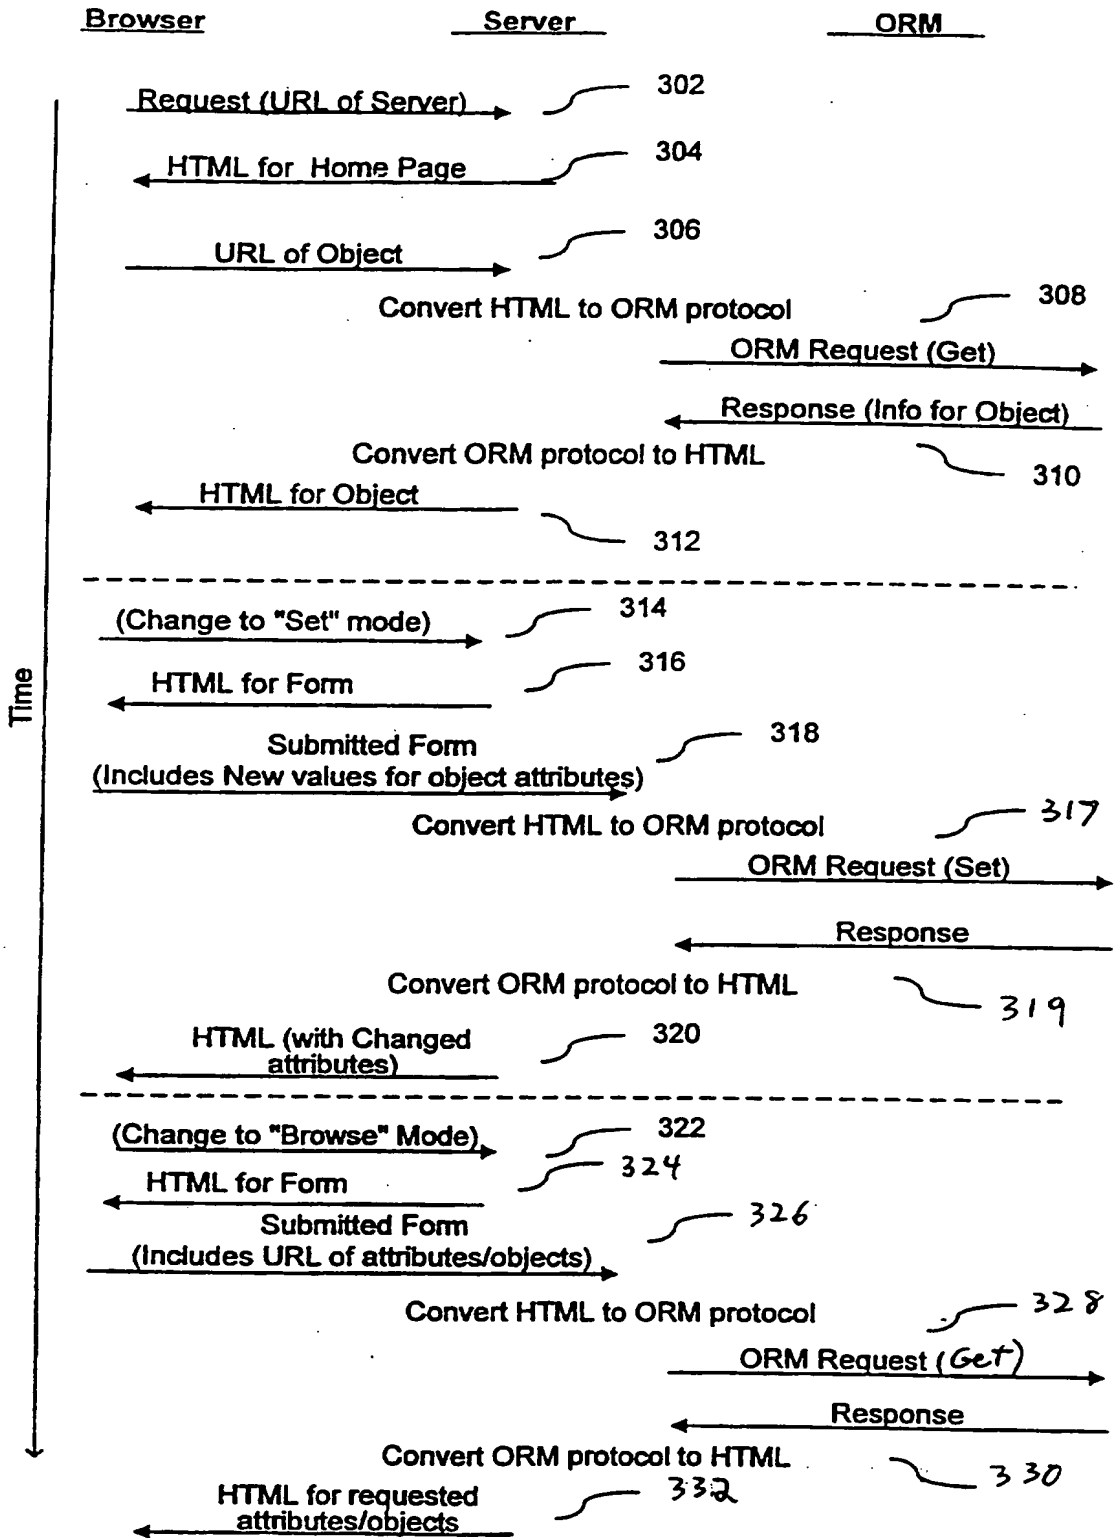 Browser Server ORM
Request (URL of Server) 302
HTML for Home Page 304
URL of Object 306
Convert HTML to ORM protocol 308
ORM Request (Get)
Response (Info for Object)
Convert ORM protocol to HTML 310
HTML for Object
312
(Change to "Set" mode) 314
HTML for Form 316
Time
Submitted Form 318
(Includes New values for object attributes)
Convert HTML to ORM protocol 317
ORM Request (Set)
Response
Convert ORM protocol to HTML 319
HTML (with Changed 320
attributes)
(Change to "Browse" Mode) 322
HTML for Form 324
Submitted Form 326
(Includes URL of attributes/objects)
Convert HTML to ORM protocol 328
ORM Request (Get)
Response
Convert ORM protocol to HTML 330
HTML for requested 332
attributes/objects